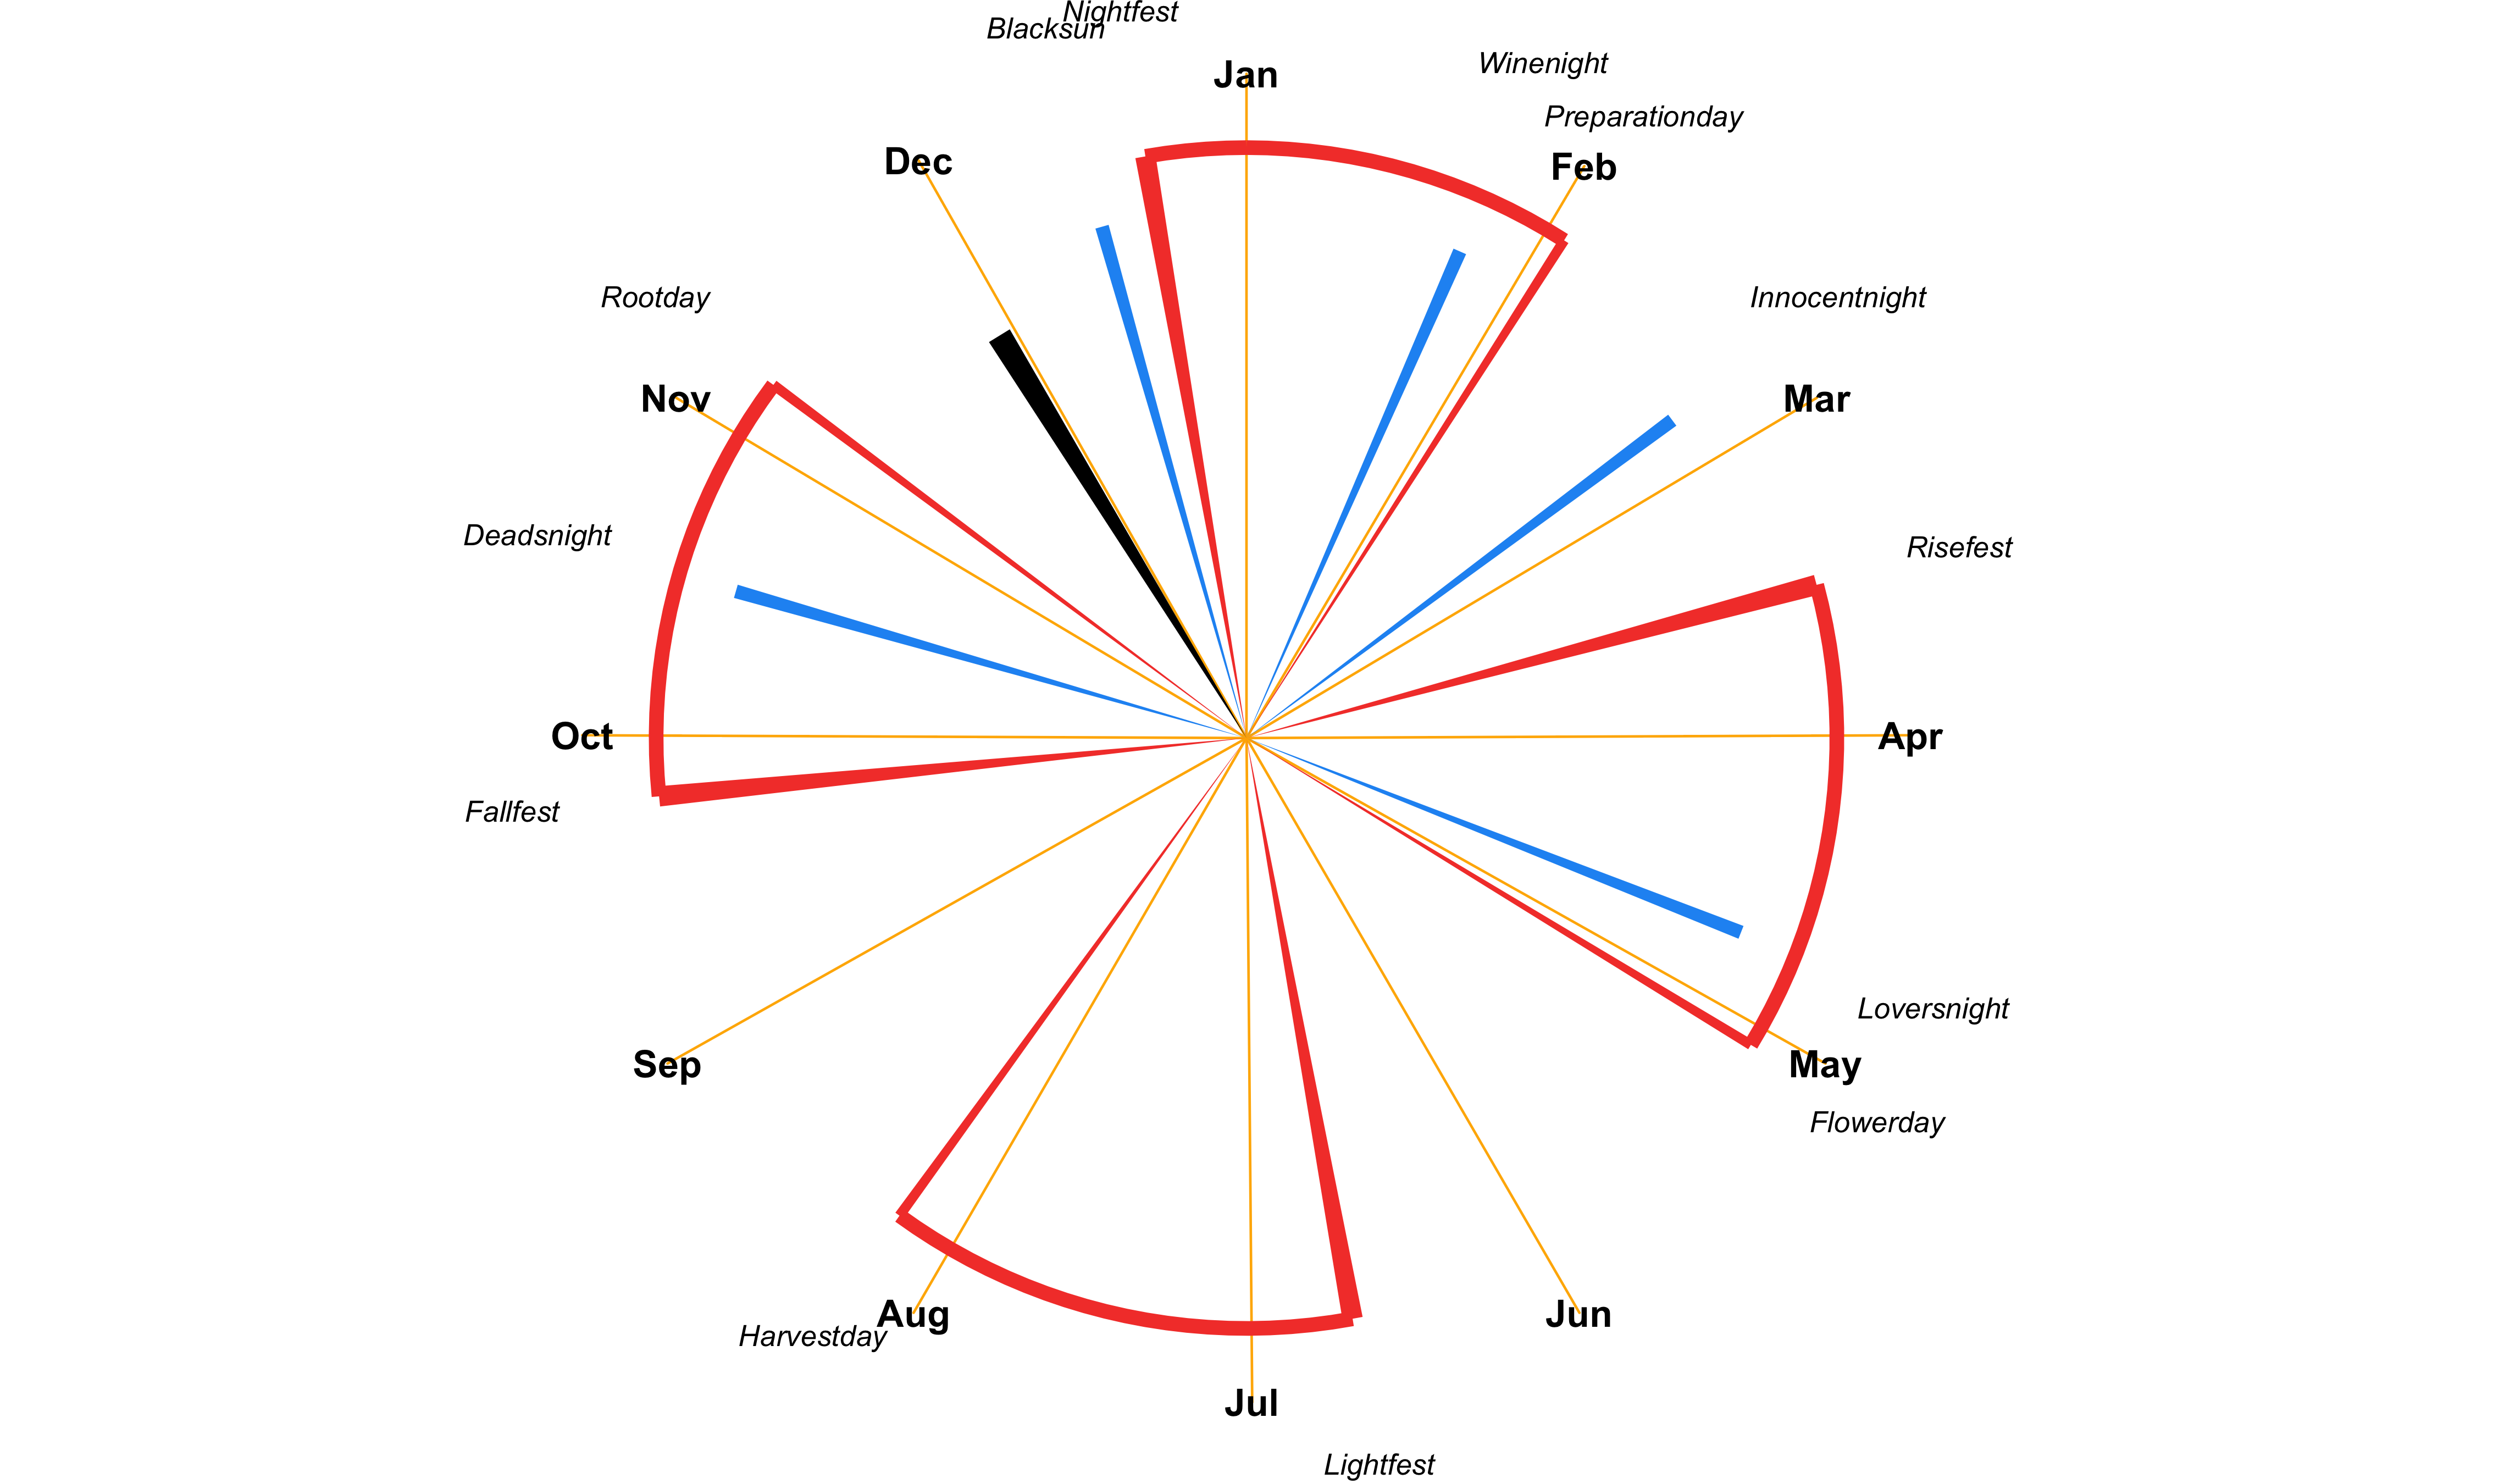 Nightfest
Blacksun
Winenight
Jan
Preparationday
Dec
Feb
Rootday
Innocentnight
Nov
Mar
Deadsnight
Risefest
Oct
Apr
Fallfest
Loversnight
Sep
May
Flowerday
Aug
Jun
Harvestday
Jul
Lightfest